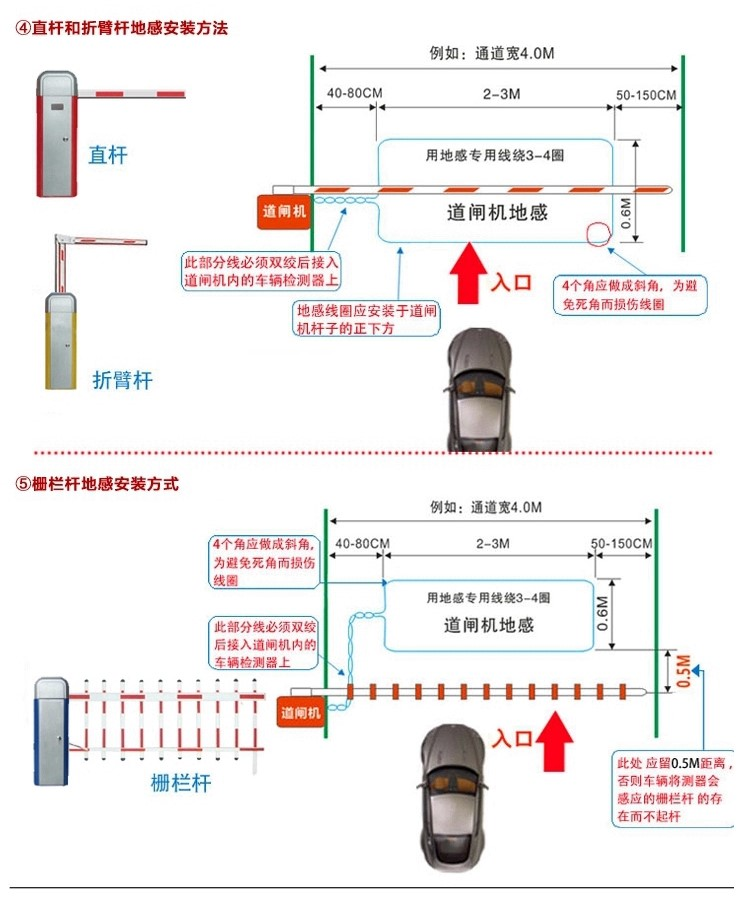 ④直杆和折臂杆地感安装方法
例如：通道宽4.0M
40-80CM
2-3M
50-150CM
直杆
用地感专用线绕3-4圈
道闸机
道闸机地感
0.6M
此部分线必须双绞后接入
道闸机内的车辆检测器上
入口
4个角应做成斜角，为避
免死角而损伤线圈
地感线圈应安装于道闸
机杆子的正下方
折臂杆
⑤栅栏杆地感安装方式
例如：通道宽4.0M
4个角应做成斜角,
为避免死角而损伤
线圈
40-80CM
2-3M
50-150CM
用地感专用线绕3-4圈
道闸机地感
0.6M
此部分线必须双绞
后接入道闸机内的
车辆检测器上
0.5M
道闸机
入口
栅栏杆
此处 应留0.5M距离，
否则车辆将测器会
感应的栅栏杆 的存
在而不起杆